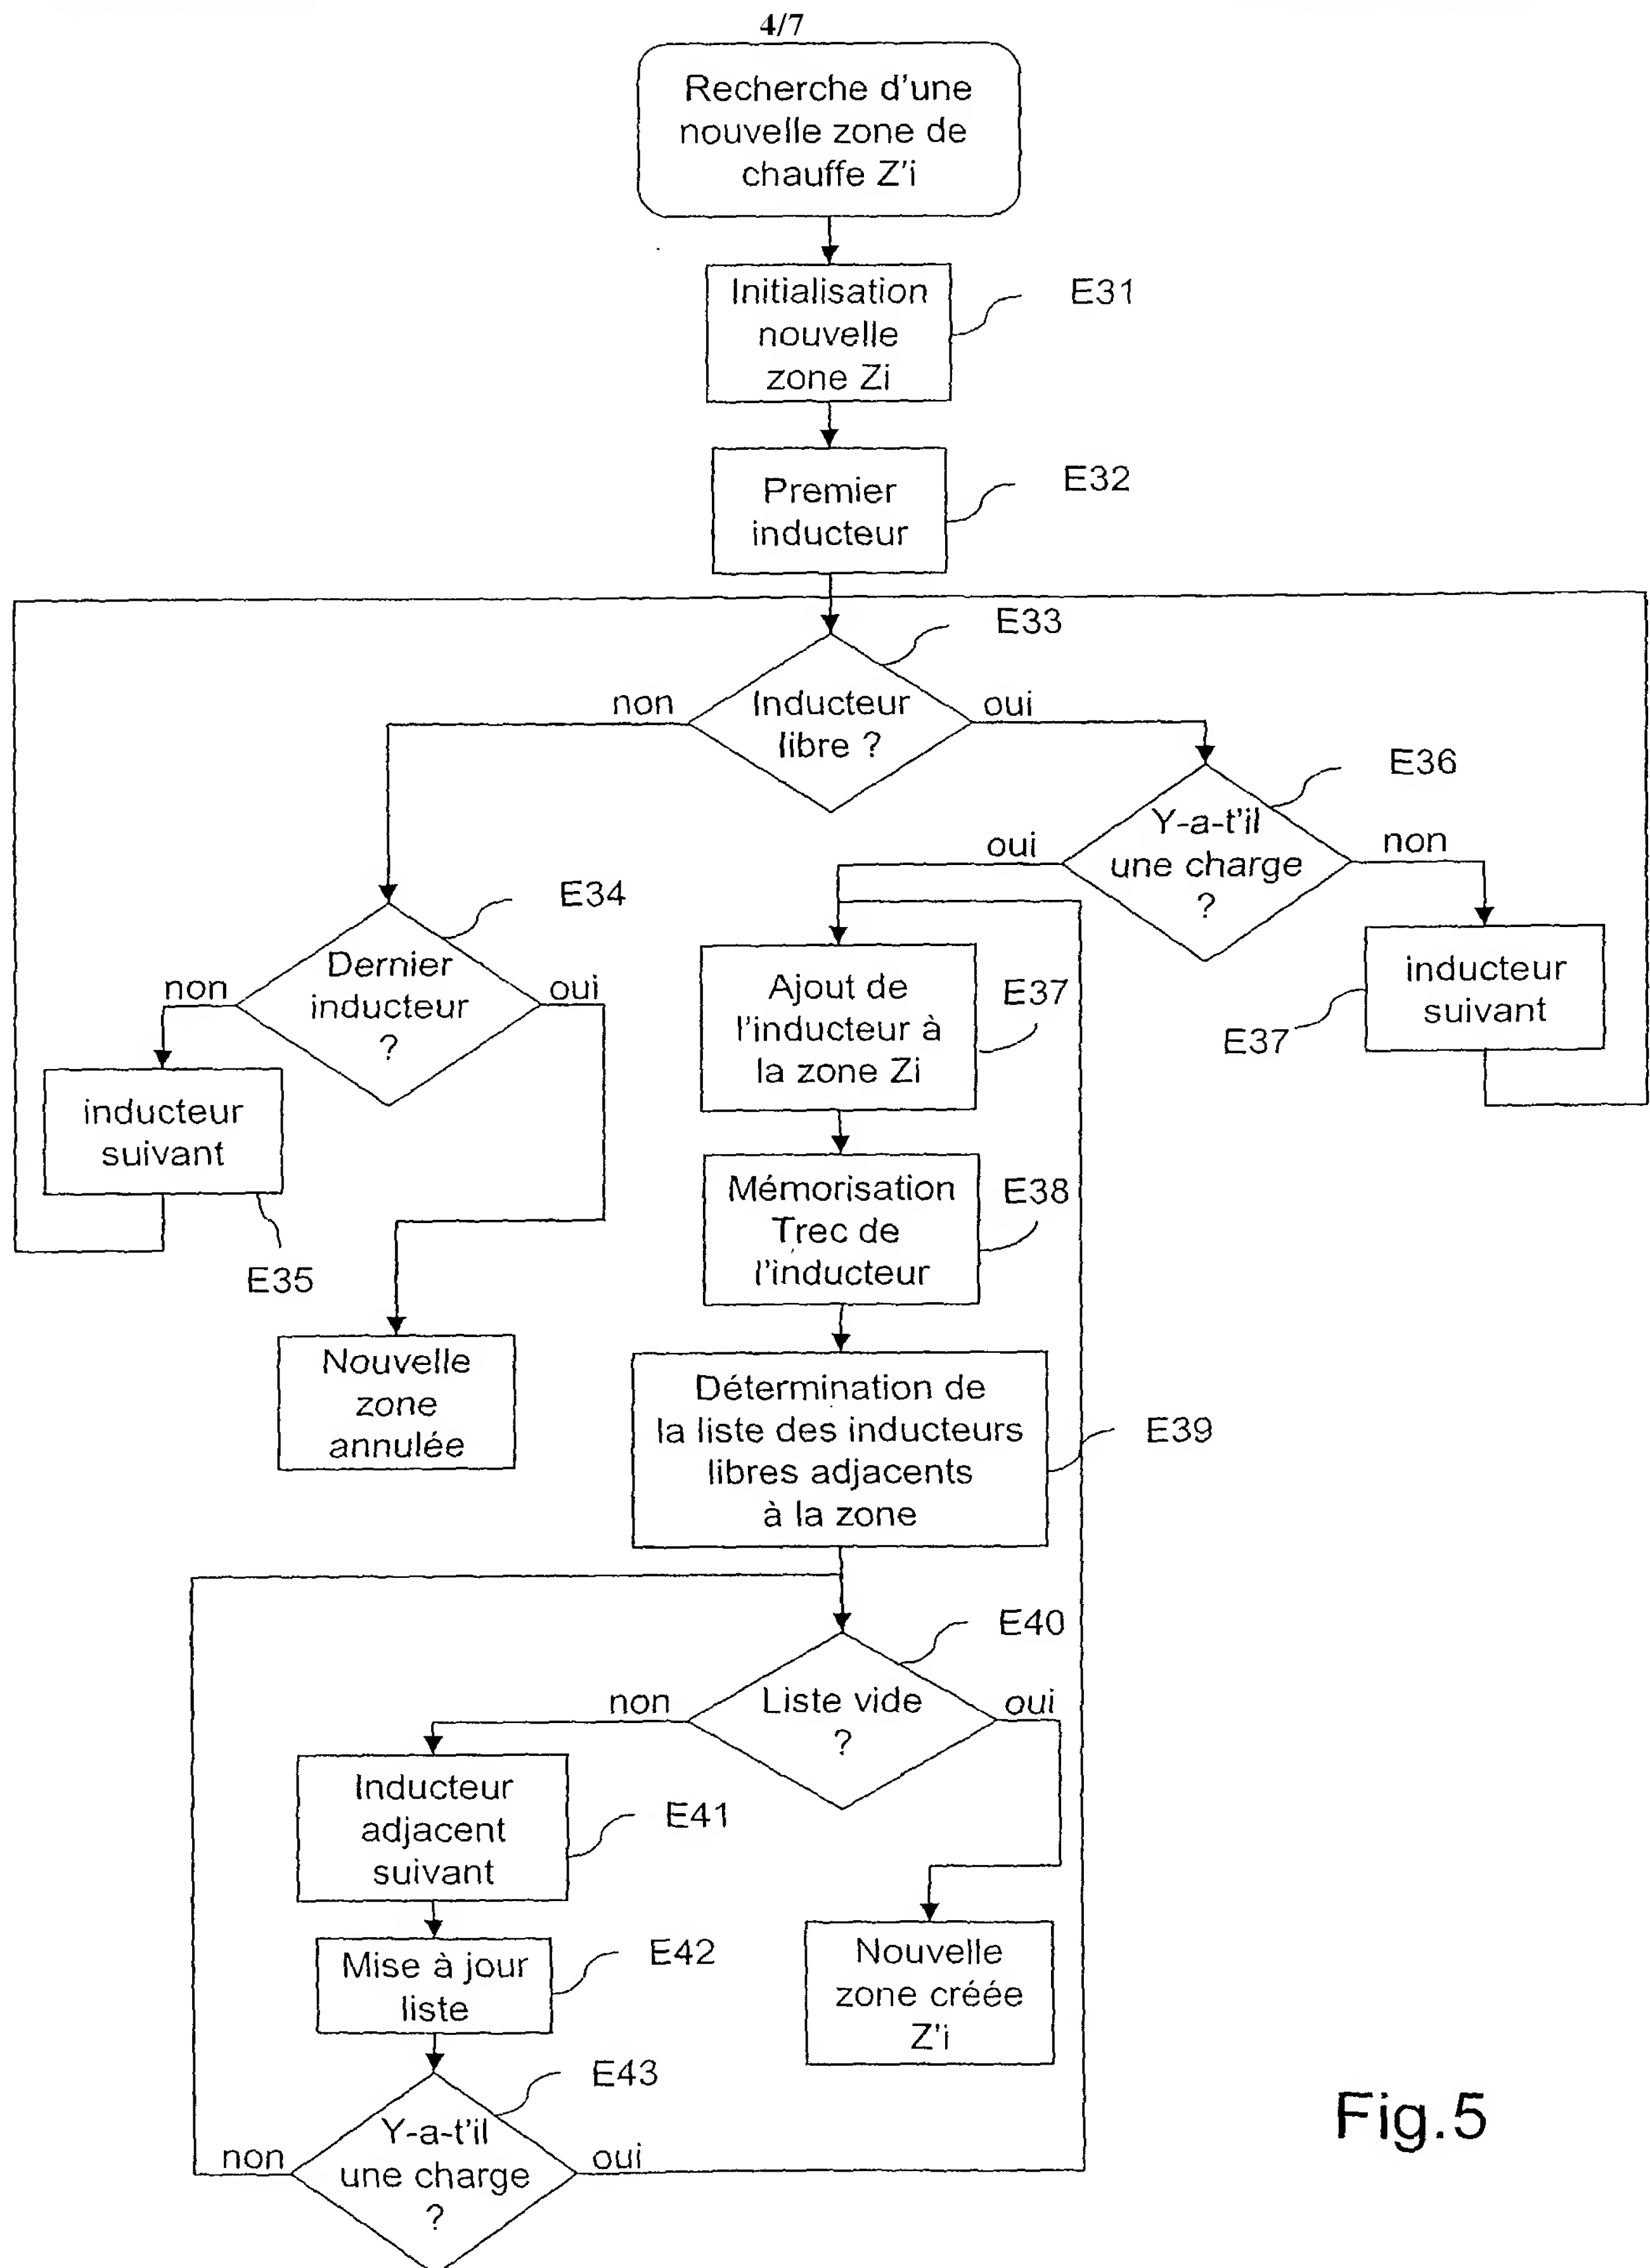 4/7
Recherche d'une
nouvelle zone de
chauffe Z'i
Initialisation
nouvelle
zone Zi
E31
Premier
inducteur
E32
E33
Inducteur
libre ?
non
oui
E36
Y-a-t'il
une charge
?
oui
non
E34
Dernier
inducteur
?
non
oui
inducteur
suivant
E37
Ajout de
l'inducteur à
la zone Zi
E37
inducteur
suivant
E35
Mémorisation
Trec de
l'inducteur
E38
Nouvelle
zone
annulée
Détermination de
la liste des inducteurs
libres adjacents
à la zone
E39
E40
Liste vide
?
non
oui
Inducteur
adjacent
suivant
E41
Mise à jour
liste
E42
Nouvelle
zone créée
Z'i
E43
Y-a-t'il
une charge
?
non
oui
Fig.5